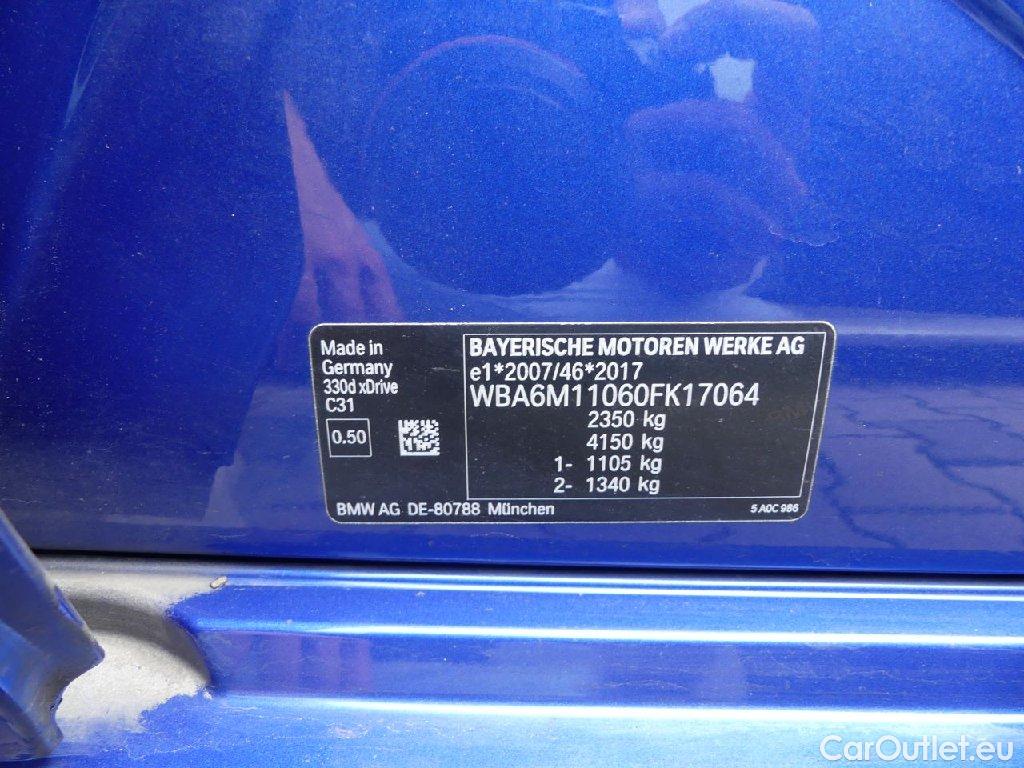 Made in
Germany
330d xDrive
C31
0.50
BAYERISCHE MOTOREN WERKE AG
e1*2007/46*2017
WBA6M11060FK17064
2350 kg
4150 kg
1- 1105 kg
2- 1340 kg
BMW AG DE-80788 München
5 A0C 986
CarOutlet.eu